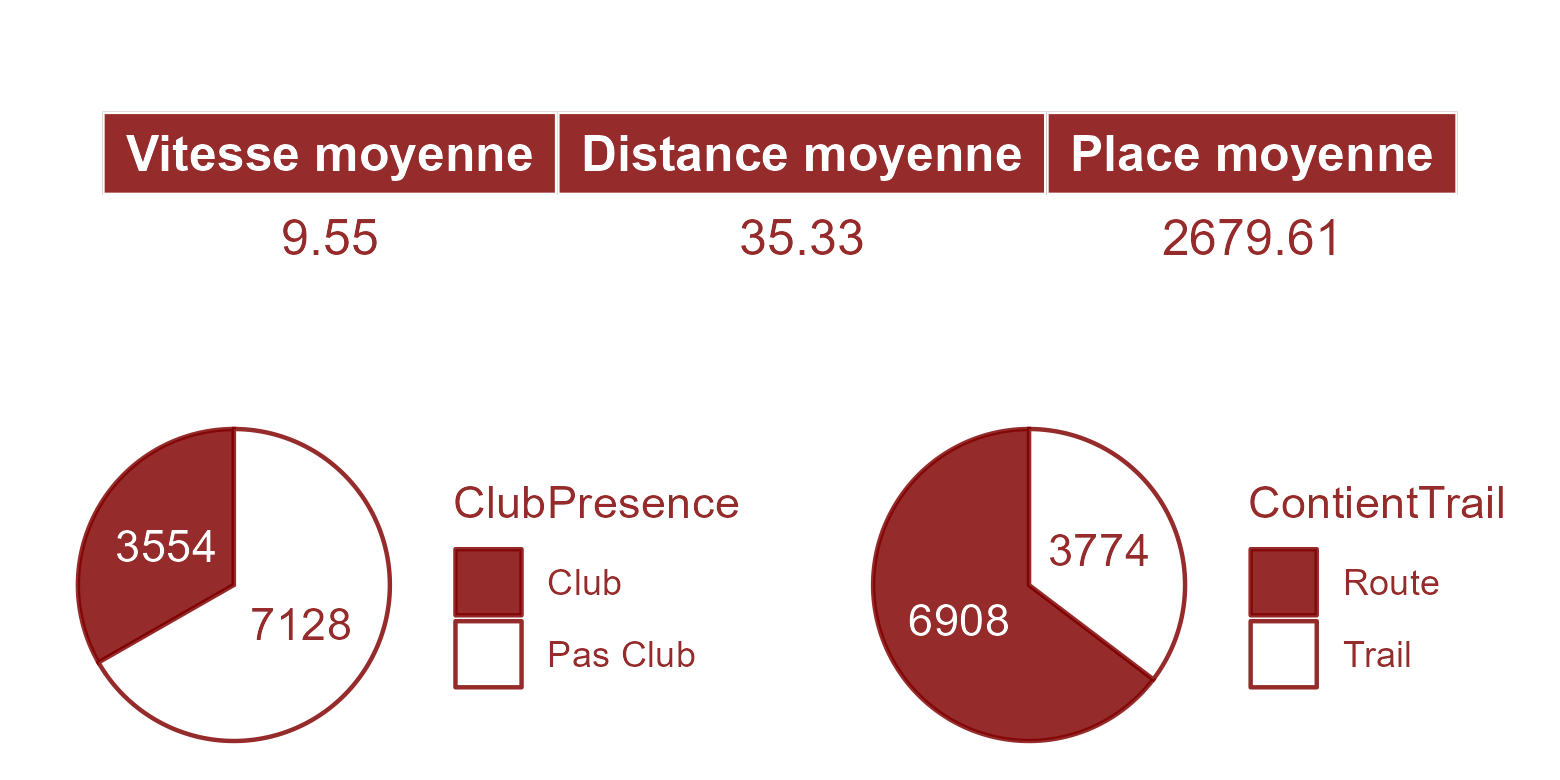 Vitesse moyenne Distance moyenne Place moyenne
9.55 35.33 2679.61
ClubPresence
3554
Club
7128
Pas Club
ContientTrail
3774
Route
6908
Trail